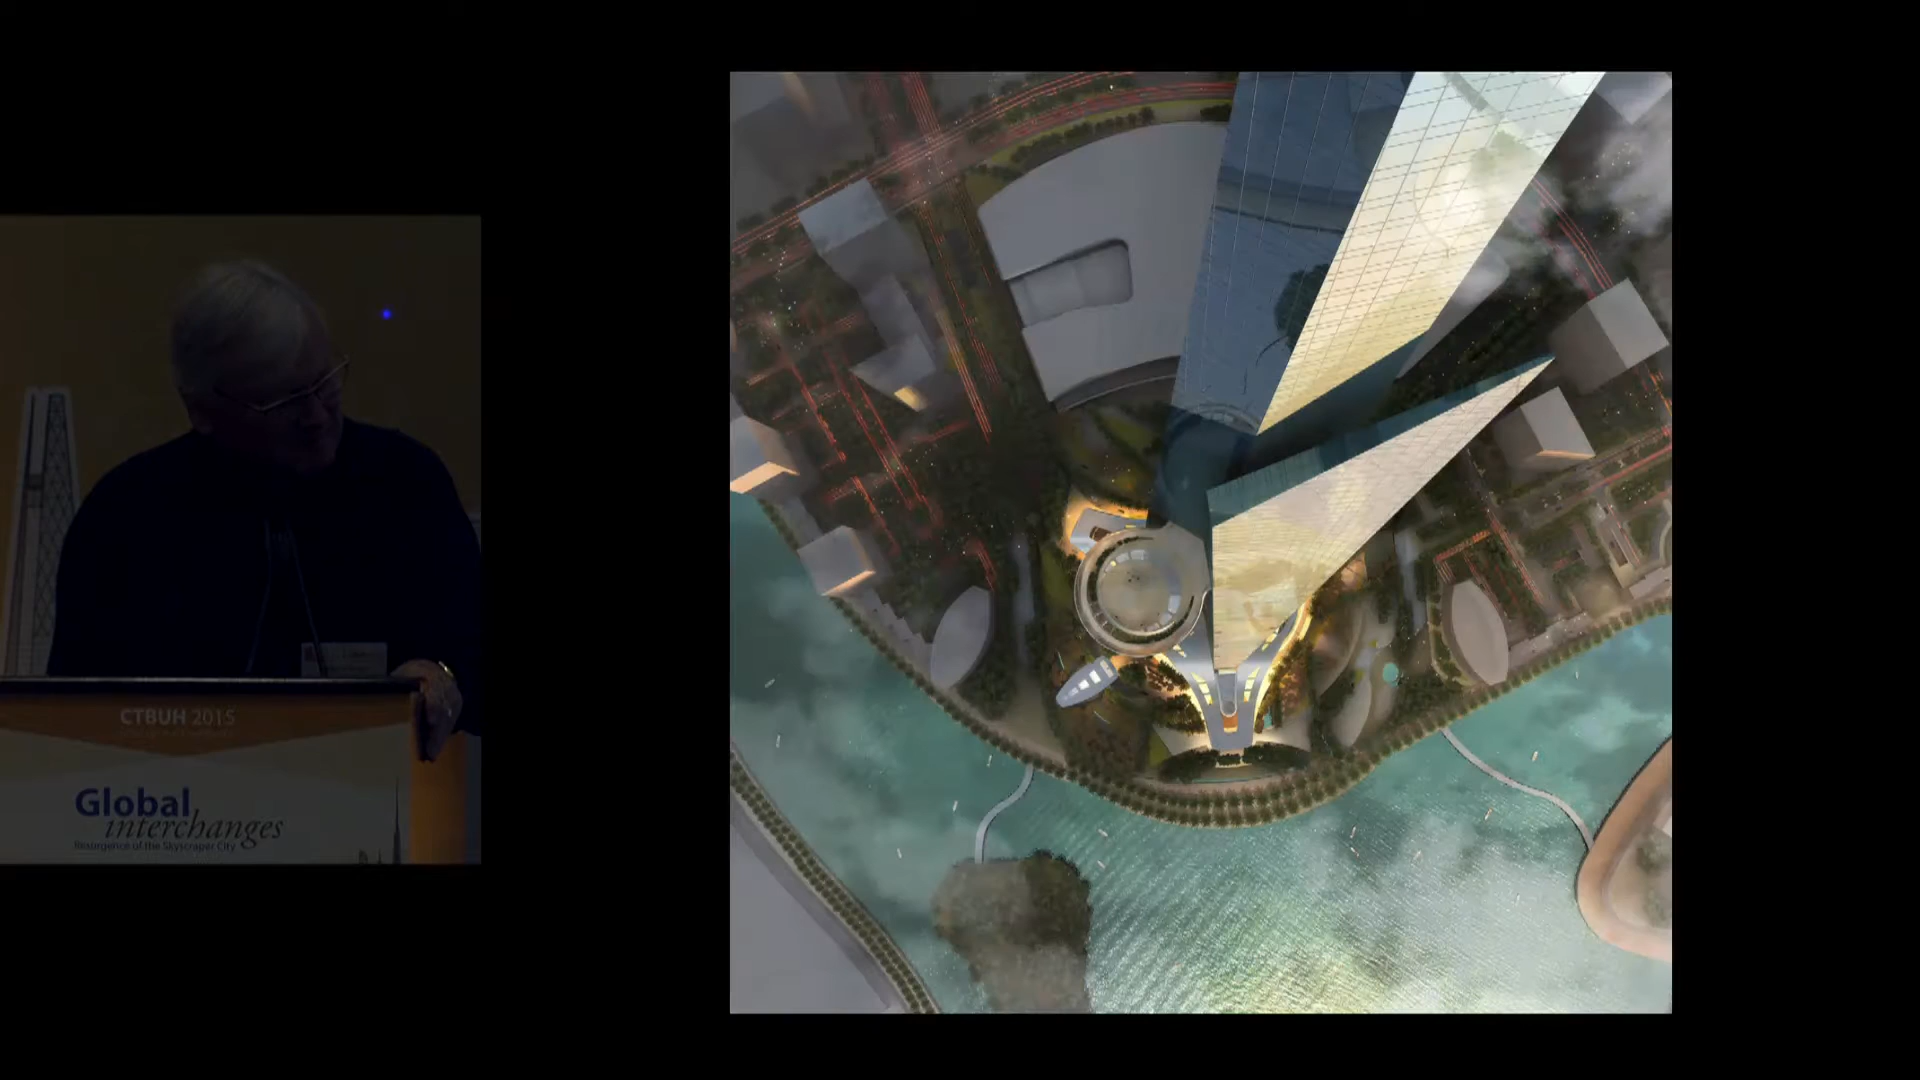 CTBUH 2015
Global
interchanges
Resurgence of the Skyscraper City